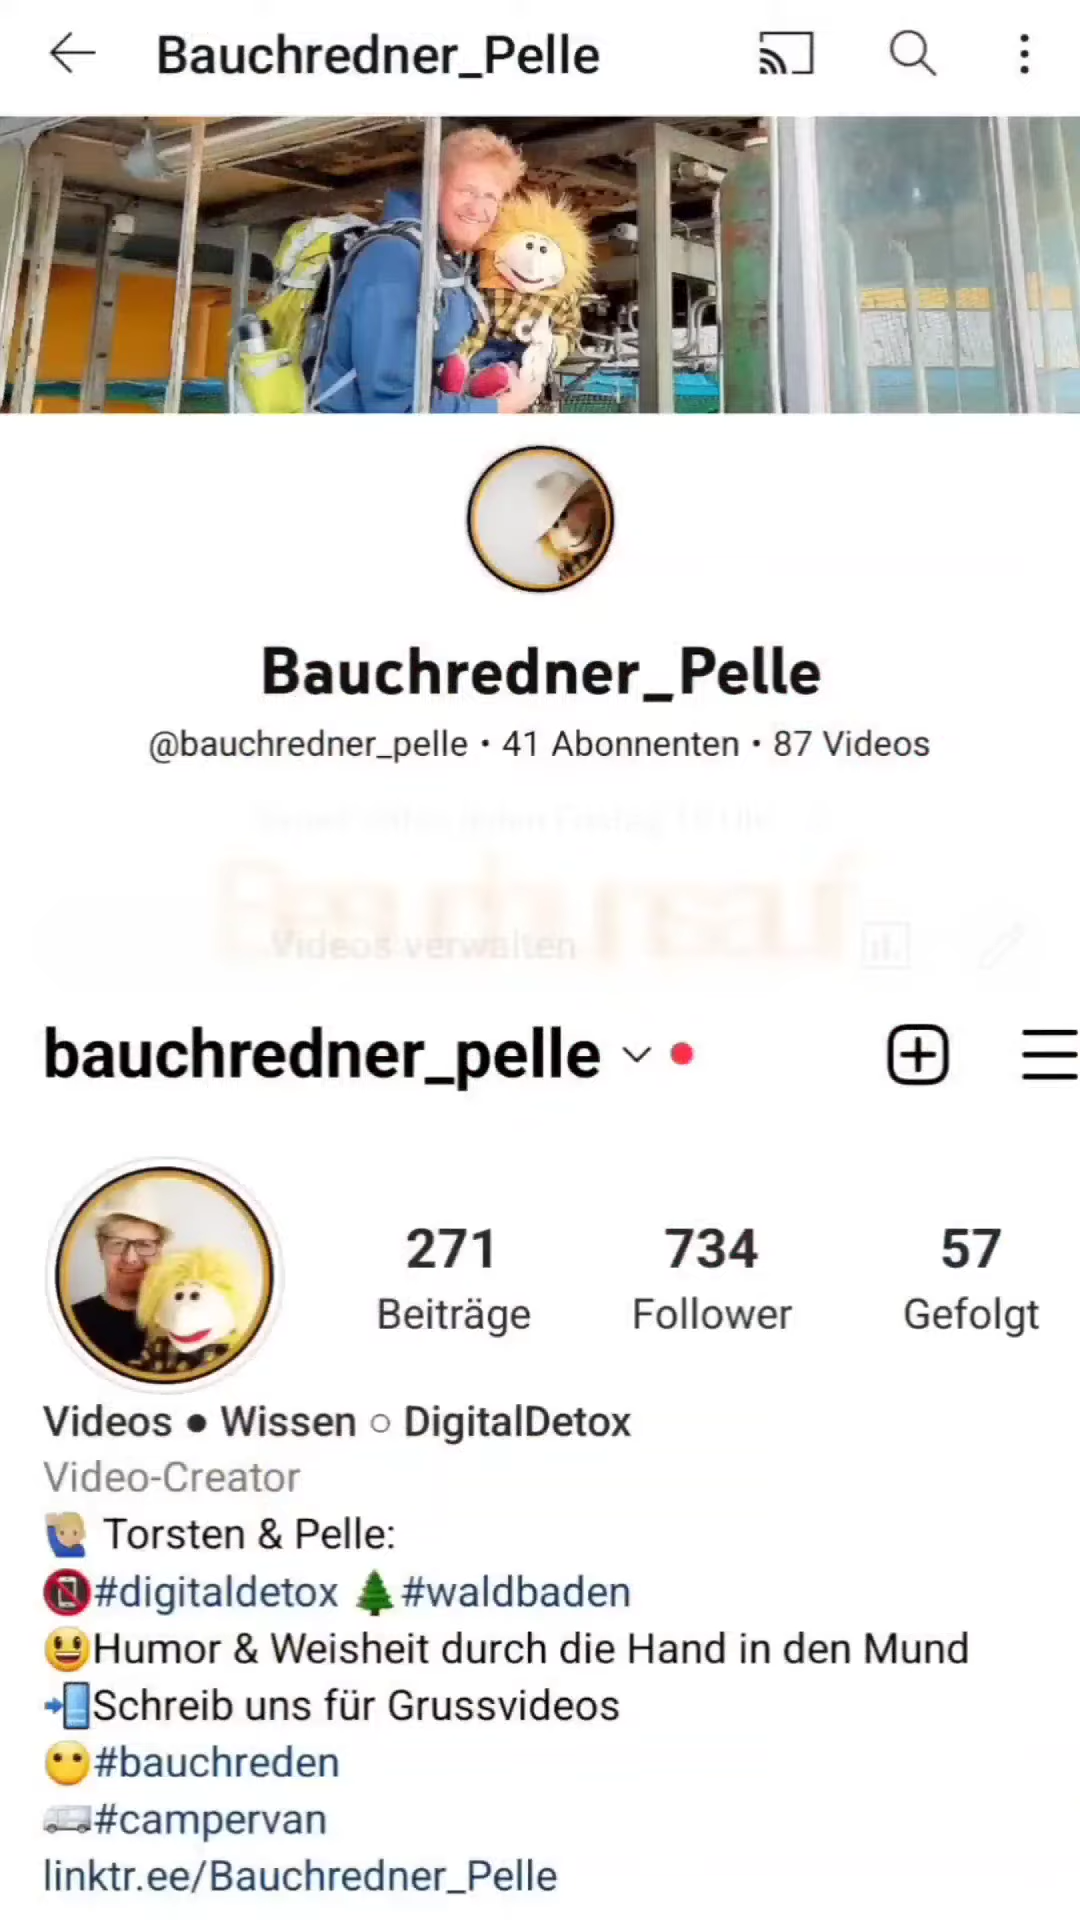 Bauchredner_Pelle
Bauchredner_Pelle
@bauchredner_pelle • 41 Abonnenten • 87 Videos
Videos verwalten
bauchredner_pelle
271 734 57
Beiträge Follower Gefolgt
Videos ● Wissen ○ DigitalDetox
Video-Creator
Torsten & Pelle:
#digitaldetox #waldbaden
Humor & Weisheit durch die Hand in den Mund
Schreib uns für Grussvideos
#bauchreden
#campervan
linktr.ee/Bauchredner_Pelle